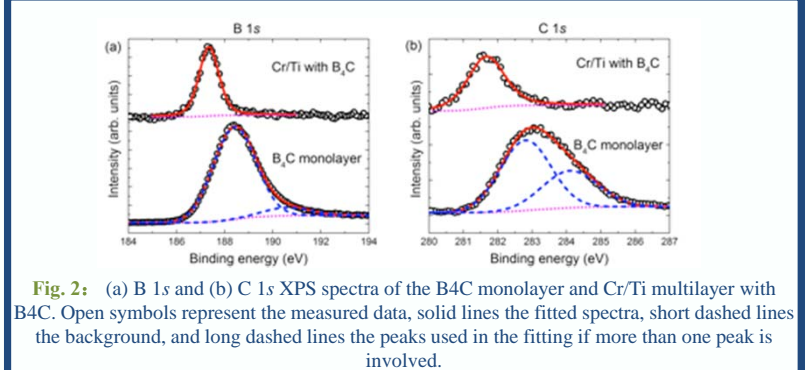 B 1s
C 1s
(a)
Cr/Ti with B4C
B4C monolayer
Intensity (arb. units)
184 186 188 190 192 194
Binding energy (eV)
(b)
Cr/Ti with B4C
B4C monolayer
Intensity (arb. units)
280 281 282 283 284 285 286 287
Binding energy (eV)
Fig. 2： (a) B 1s and (b) C 1s XPS spectra of the B4C monolayer and Cr/Ti multilayer with
B4C. Open symbols represent the measured data, solid lines the fitted spectra, short dashed lines
the background, and long dashed lines the peaks used in the fitting if more than one peak is
involved.